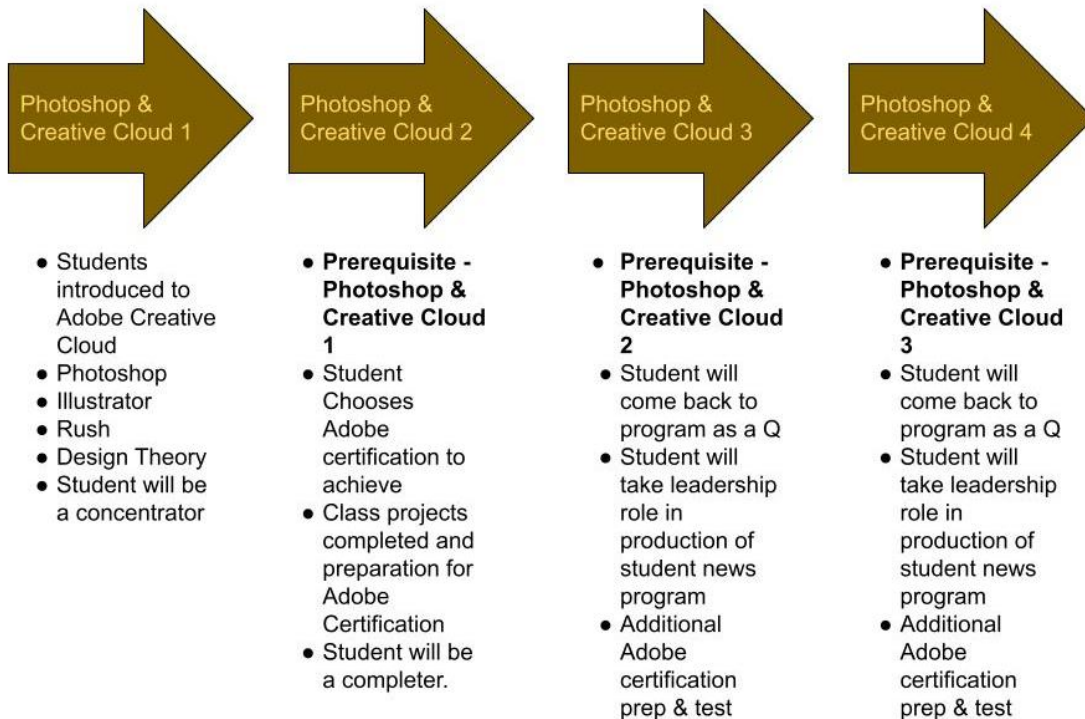 Photoshop &
Creative Cloud 1
Photoshop &
Creative Cloud 2
Photoshop &
Creative Cloud 3
Photoshop &
Creative Cloud 4
● Students
introduced to
Adobe Creative
Cloud
● Photoshop
● Illustrator
● Rush
● Design Theory
● Student will be
a concentrator
● Prerequisite -
Photoshop &
Creative Cloud
1
● Student
Chooses
Adobe
certification to
achieve
● Class projects
completed and
preparation for
Adobe
Certification
● Student will be
a completer.
● Prerequisite -
Photoshop &
Creative Cloud
2
● Student will
come back to
program as a Q
● Student will
take leadership
role in
production of
student news
program
● Additional
Adobe
certification
prep & test
● Prerequisite -
Photoshop &
Creative Cloud
3
● Student will
come back to
program as a Q
● Student will
take leadership
role in
production of
student news
program
● Additional
Adobe
certification
prep & test